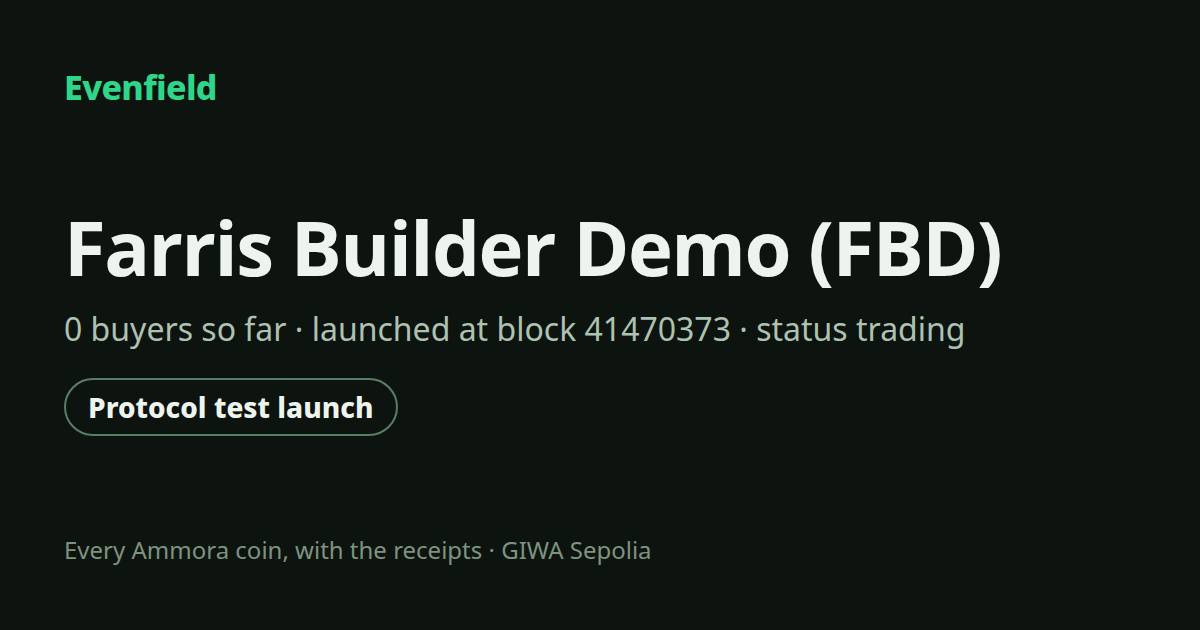 Evenfield
Farris Builder Demo (FBD)
0 buyers so far · launched at block 41470373 · status trading
Protocol test launch
Every Ammora coin, with the receipts · GIWA Sepolia